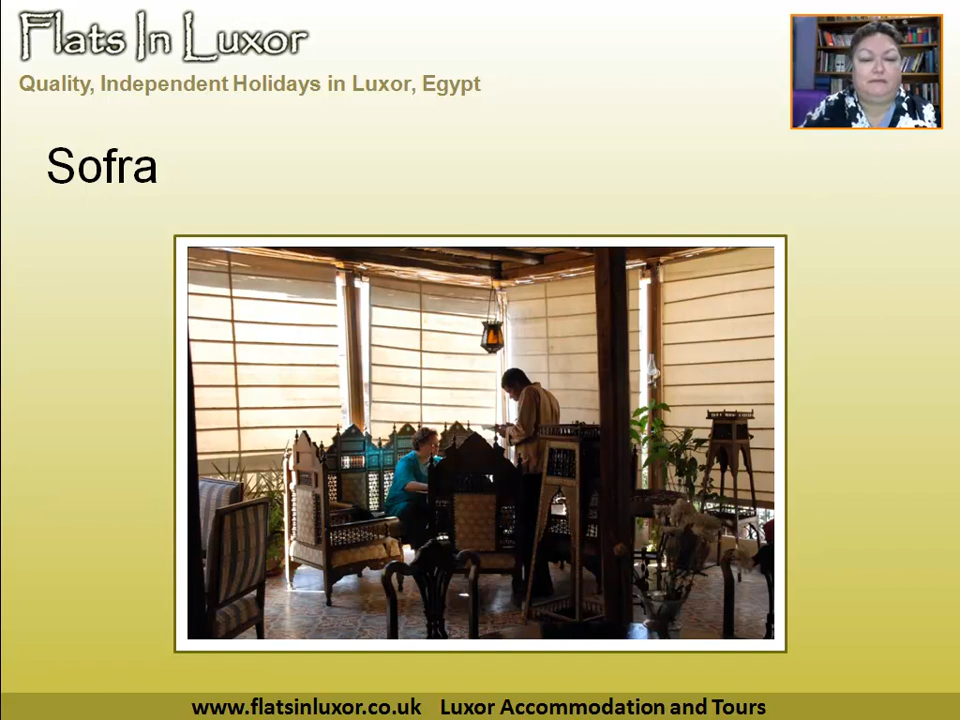 Flats In Luxor
Quality, Independent Holidays in Luxor, Egypt
Sofra
www.flatsinluxor.co.uk Luxor Accommodation and Tours